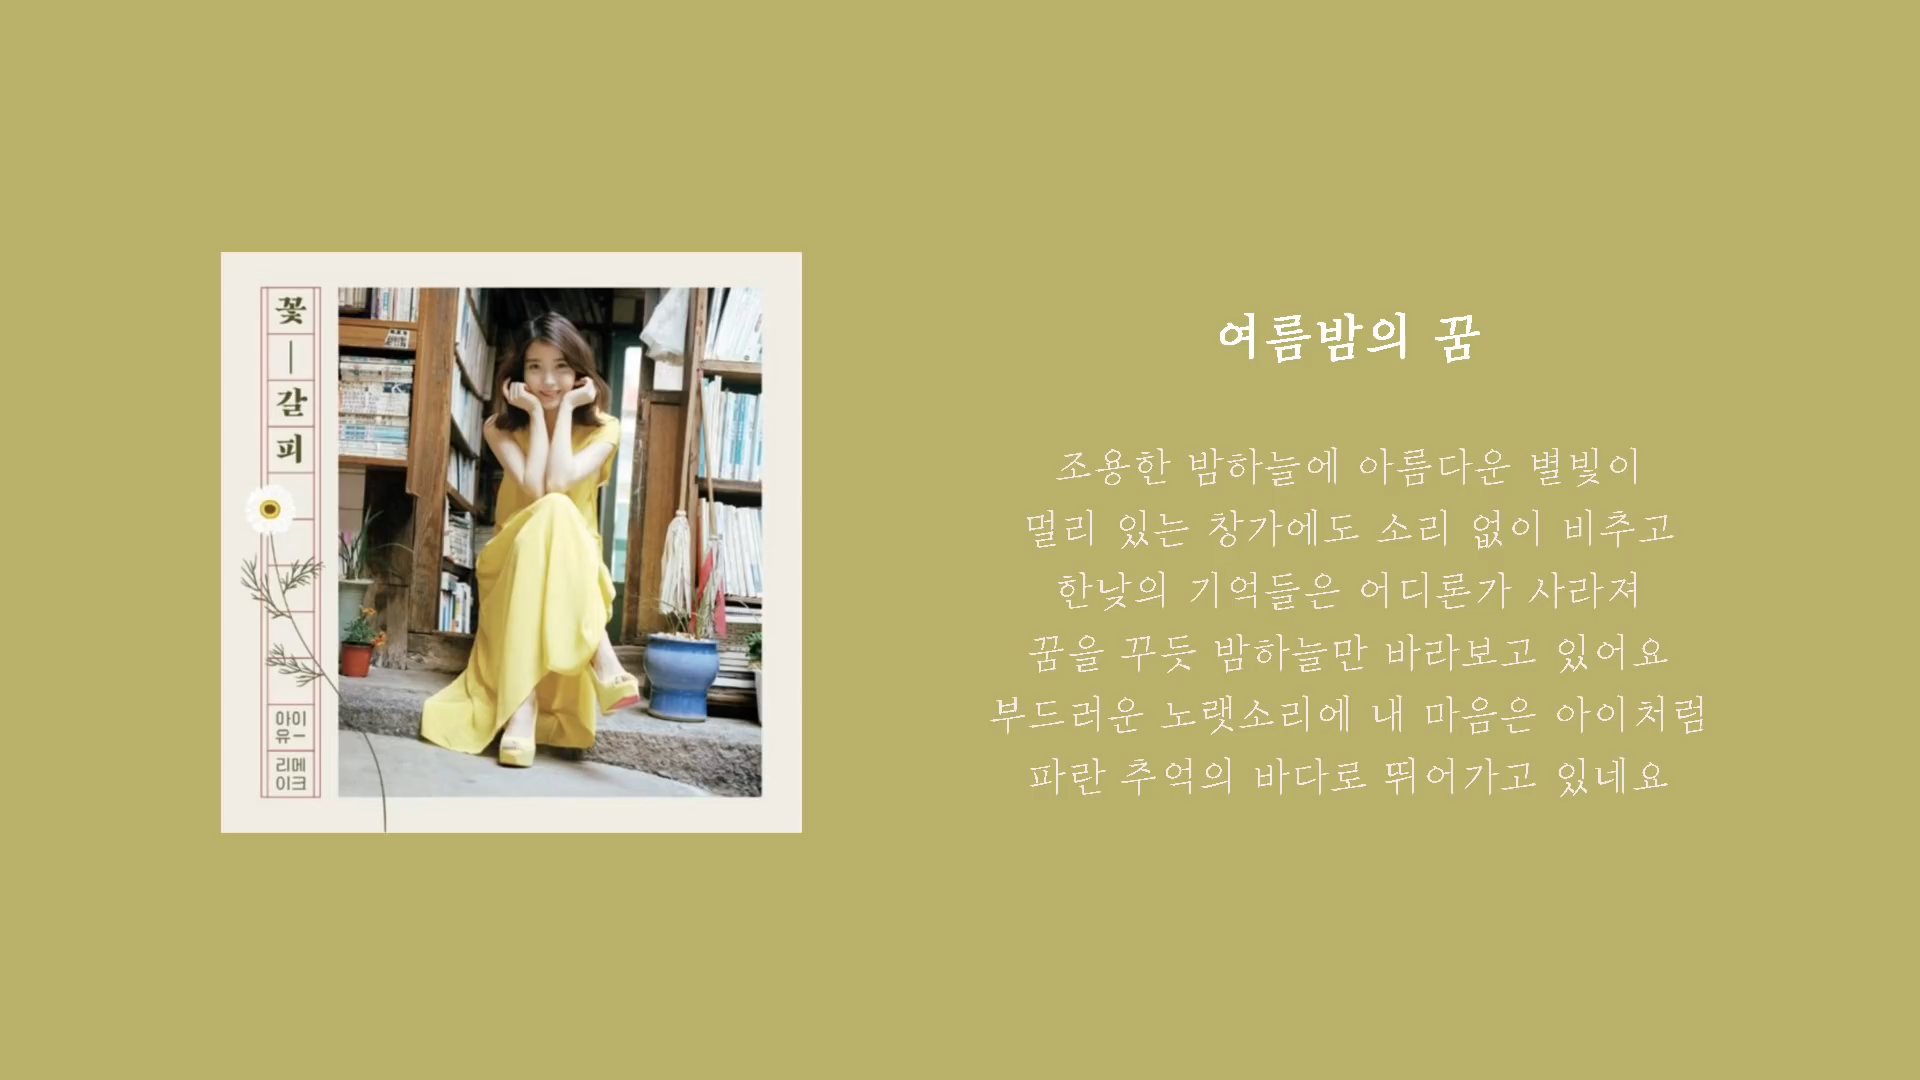 꽃
갈
피
아이
유
리메
이크
여름밤의 꿈
조용한 밤하늘에 아름다운 별빛이
멀리 있는 창가에도 소리 없이 비추고
한낮의 기억들은 어디론가 사라져
꿈을 꾸듯 밤하늘만 바라보고 있어요
부드러운 노랫소리에 내 마음은 아이처럼
파란 추억의 바다로 뛰어가고 있네요